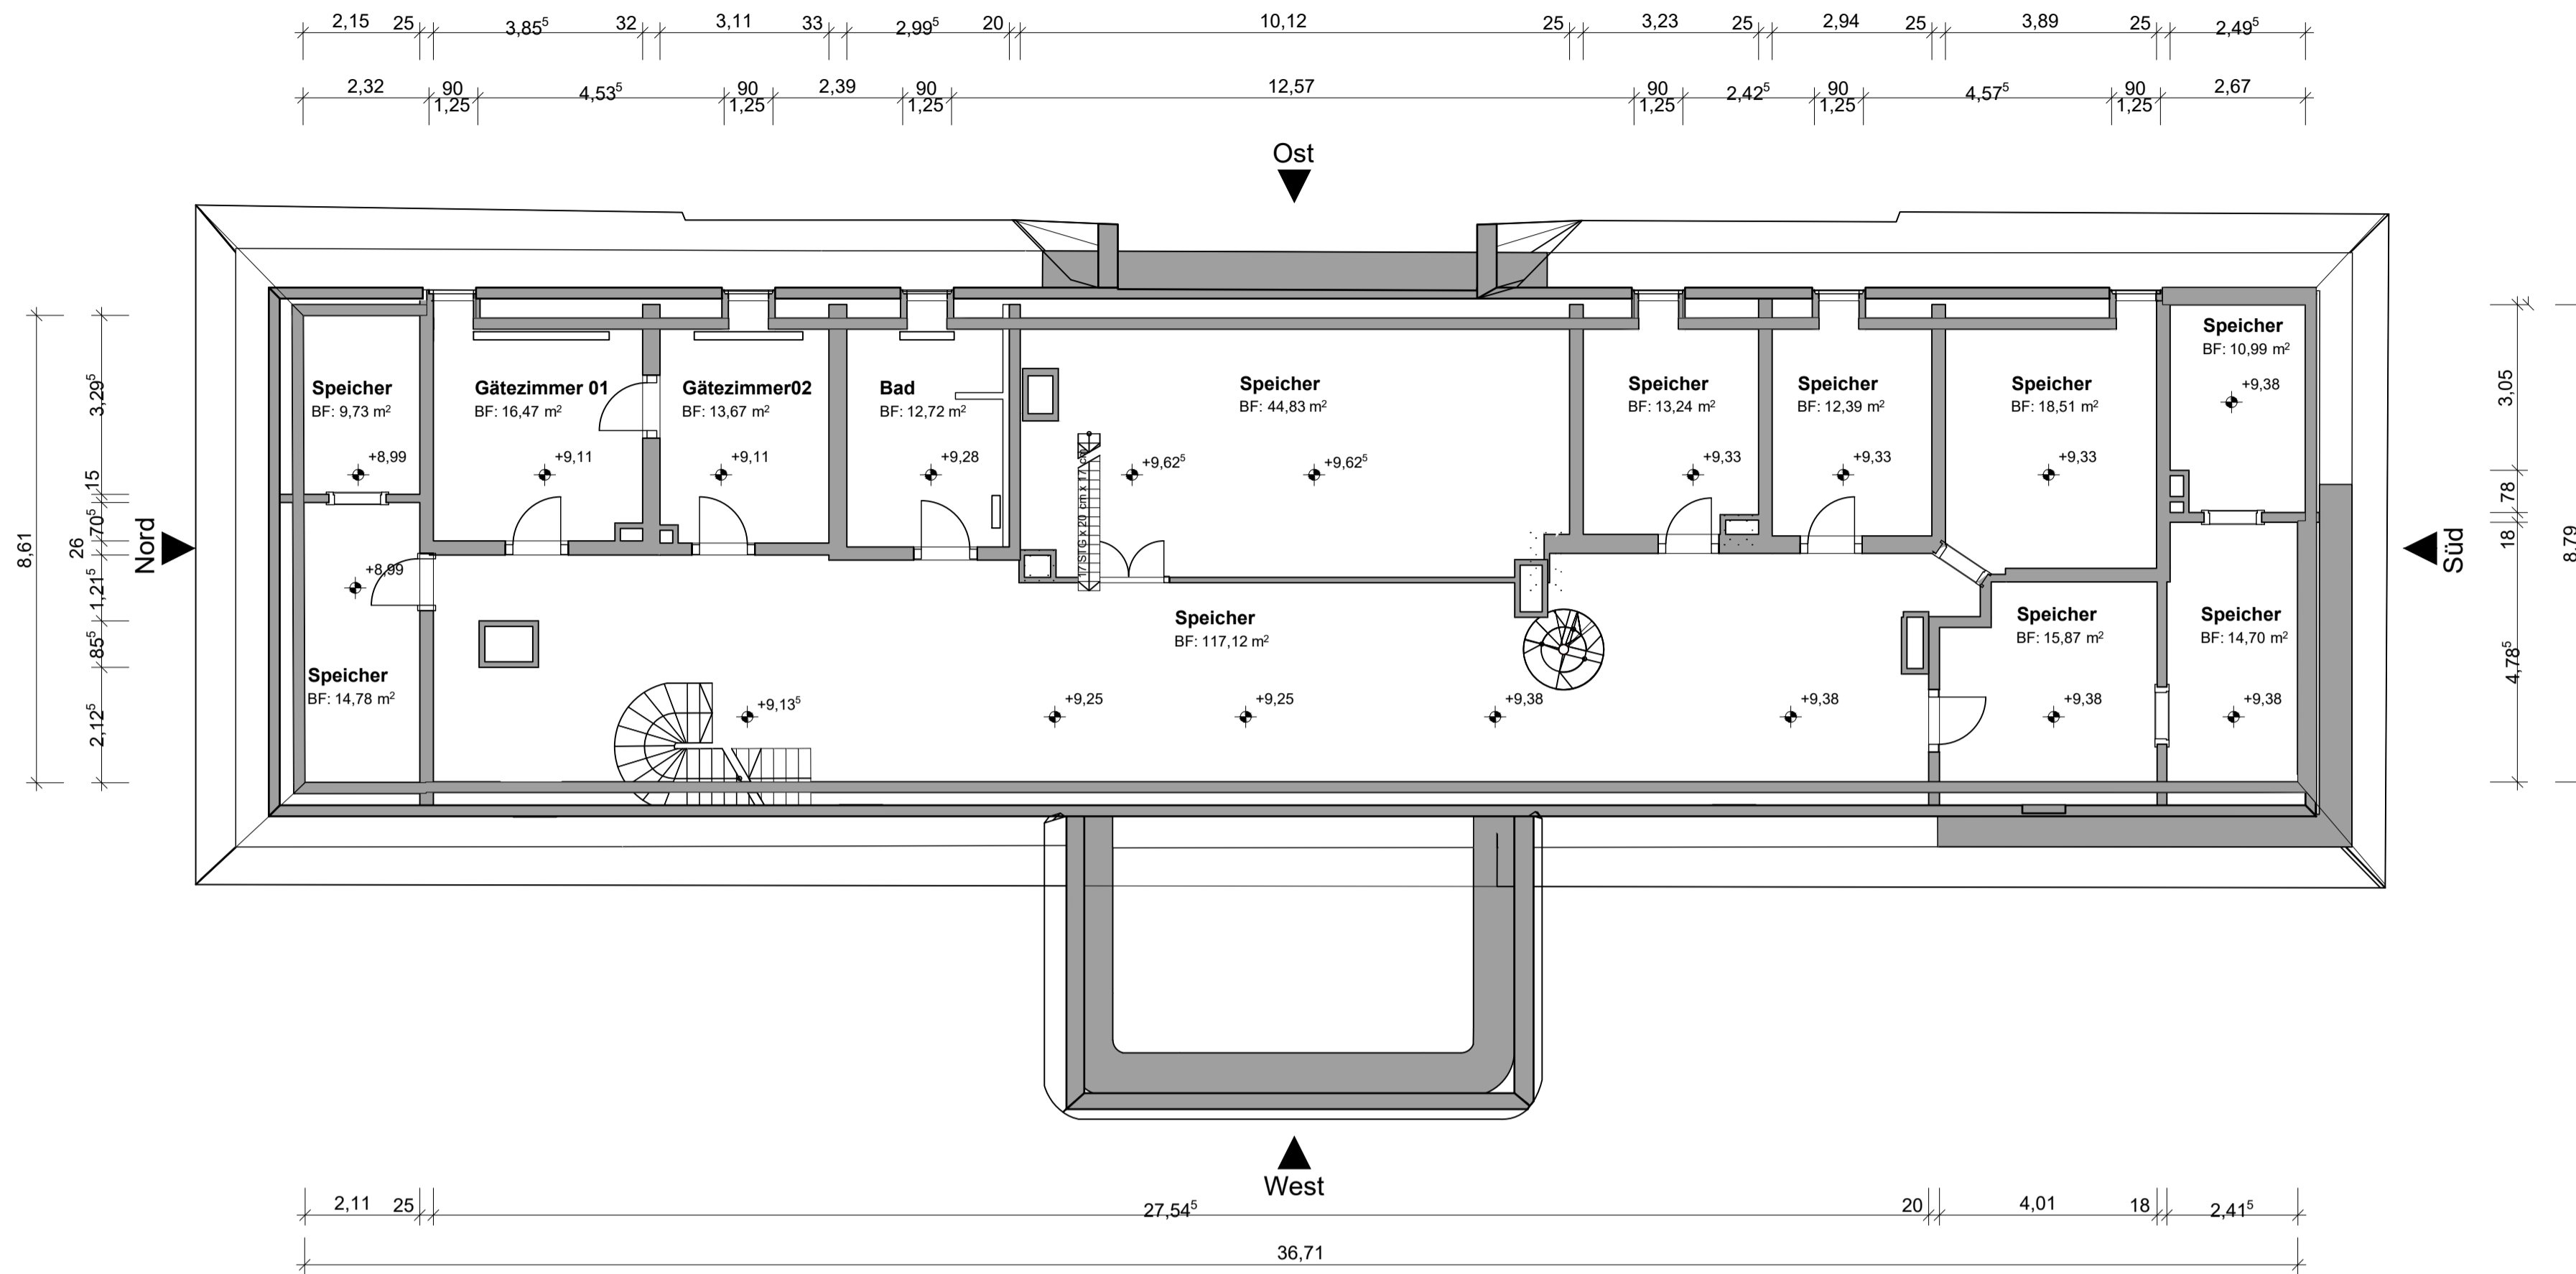 2,15 25 3,85⁵ 32 3,11 33 2,99⁵ 20 10,12 25 3,23 25 2,94 25 3,89 25 2,49⁵
2,32 90 4,53⁵ 90 2,39 90 12,57 90 2,42⁵ 90 4,57⁵ 90 2,67
1,25 1,25 1,25 1,25 1,25 1,25
Ost
Speicher
BF: 9,73 m²
+8,99
Gätezimmer 01
BF: 16,47 m²
+9,11
Gätezimmer02
BF: 13,67 m²
+9,11
Bad
BF: 12,72 m²
+9,28
Speicher
BF: 44,83 m²
+9,62⁵
+9,62⁵
17 STG x 20 cm x 17 cm
Speicher
BF: 13,24 m²
+9,33
Speicher
BF: 12,39 m²
+9,33
Speicher
BF: 18,51 m²
+9,33
Speicher
BF: 10,99 m²
+9,38
8,61
3,29⁵
15
70⁵
26
1,21⁵
85⁵
2,12⁵
Nord
+8,99
Speicher
BF: 14,78 m²
Speicher
BF: 117,12 m²
+9,13⁵
+9,25
+9,25
+9,38
+9,38
Speicher
BF: 15,87 m²
+9,38
Speicher
BF: 14,70 m²
+9,38
Süd
3,05
78
18
4,78⁵
8,79
West
2,11 25 27,54⁵ 20 4,01 18 2,41⁵
36,71